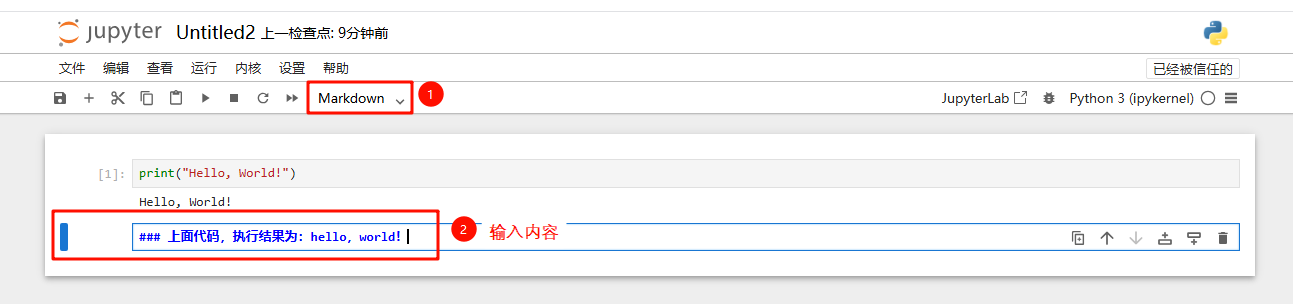 jupyter Untitled2 上一检查点: 9分钟前
文件 编辑 查看 运行 内核 设置 帮助 已经被信任的
Markdown 1 JupyterLab Python 3 (ipykernel)
[1]: print("Hello, World!")
Hello, World!
### 上面代码，执行结果为：hello, world! 2 输入内容